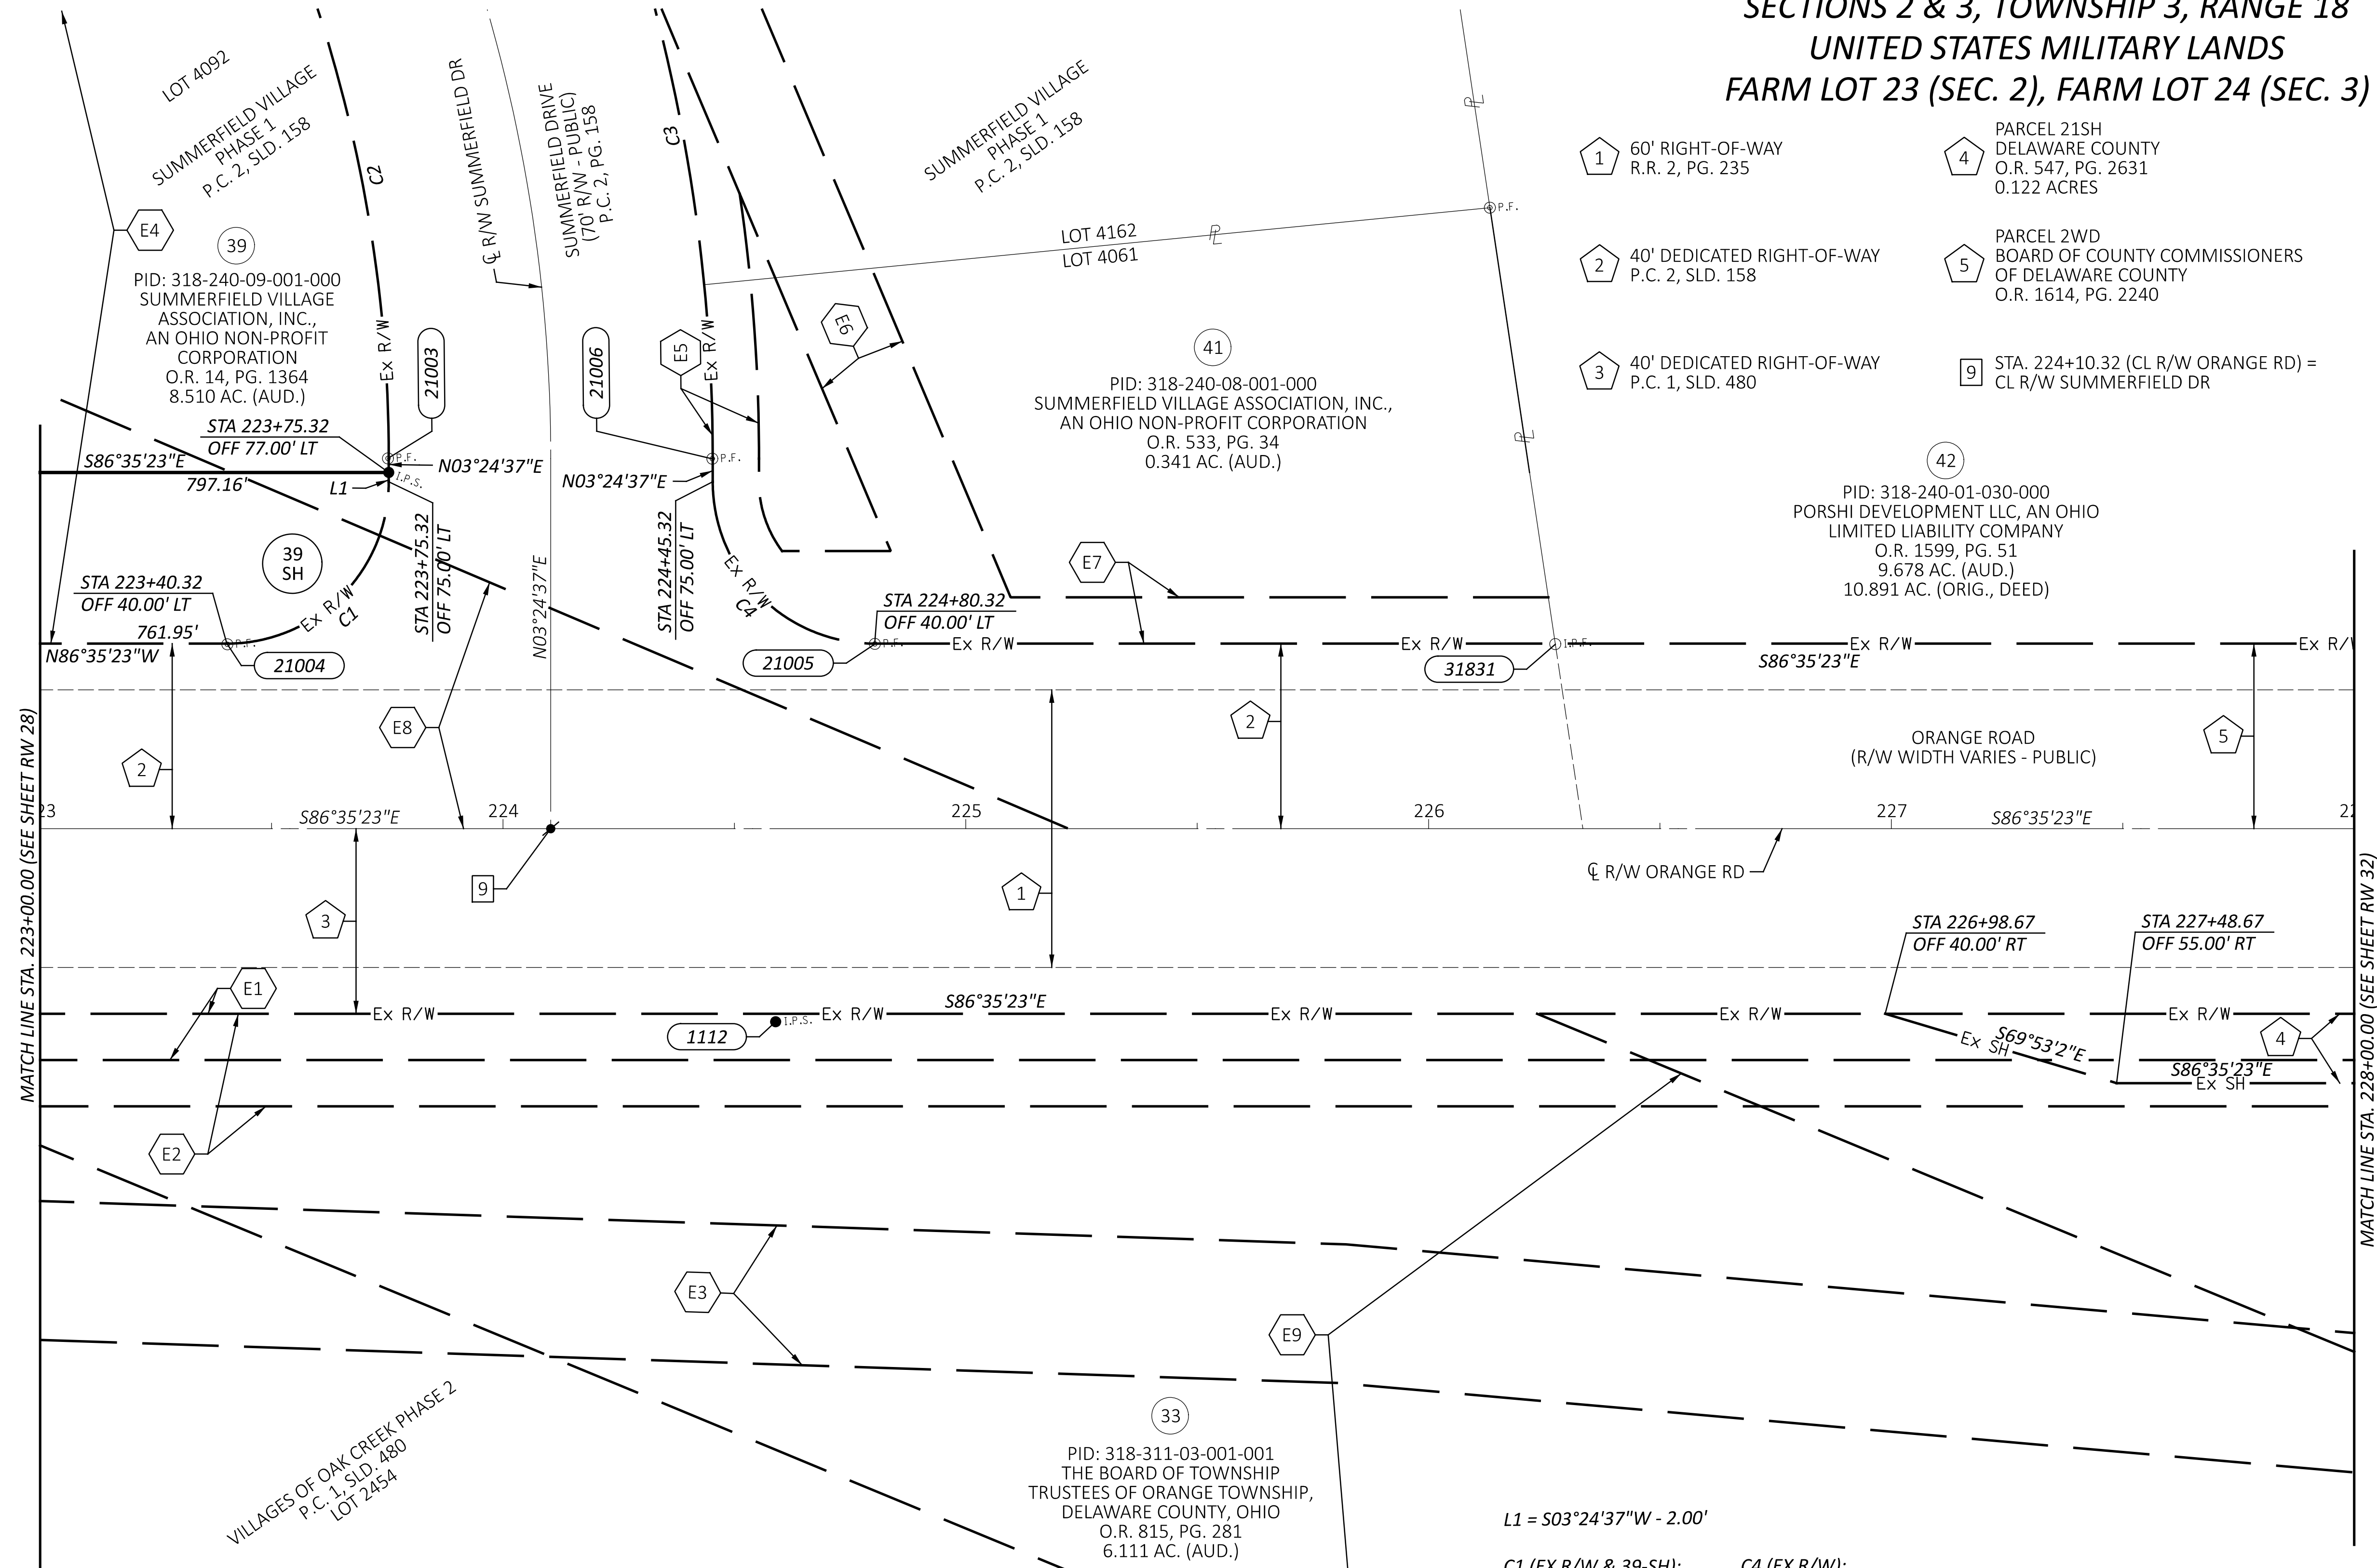 SECTIONS 2 & 3, TOWNSHIP 3, RANGE 18
UNITED STATES MILITARY LANDS
FARM LOT 23 (SEC. 2), FARM LOT 24 (SEC. 3)
1
60' RIGHT-OF-WAY
R.R. 2, PG. 235
2
40' DEDICATED RIGHT-OF-WAY
P.C. 2, SLD. 158
3
40' DEDICATED RIGHT-OF-WAY
P.C. 1, SLD. 480
4
PARCEL 21SH
DELAWARE COUNTY
O.R. 547, PG. 2631
0.122 ACRES
5
PARCEL 2WD
BOARD OF COUNTY COMMISSIONERS
OF DELAWARE COUNTY
O.R. 1614, PG. 2240
9
STA. 224+10.32 (CL R/W ORANGE RD) =
CL R/W SUMMERFIELD DR
LOT 4092
SUMMERFIELD VILLAGE
PHASE 1
P.C. 2, SLD. 158
C2
℄ R/W SUMMERFIELD DR
SUMMERFIELD DRIVE
(70' R/W - PUBLIC)
P.C. 2, PG. 158
C3
SUMMERFIELD VILLAGE
PHASE 1
P.C. 2, SLD. 158
PL
P.F.
LOT 4162
PL
LOT 4061
PL
E4
39
PID: 318-240-09-001-000
SUMMERFIELD VILLAGE
ASSOCIATION, INC.,
AN OHIO NON-PROFIT
CORPORATION
O.R. 14, PG. 1364
8.510 AC. (AUD.)
Ex R/W
21003
21006
E5
Ex R/W
E6
41
PID: 318-240-08-001-000
SUMMERFIELD VILLAGE ASSOCIATION, INC.,
AN OHIO NON-PROFIT CORPORATION
O.R. 533, PG. 34
0.341 AC. (AUD.)
42
PID: 318-240-01-030-000
PORSHI DEVELOPMENT LLC, AN OHIO
LIMITED LIABILITY COMPANY
O.R. 1599, PG. 51
9.678 AC. (AUD.)
10.891 AC. (ORIG., DEED)
STA 223+75.32
OFF 77.00' LT
S86°35'23"E
797.16'
P.F.
I.P.S.
L1
N03°24'37"E
N03°24'37"E
P.F.
STA 223+75.32
OFF 75.00' LT
STA 224+45.32
OFF 75.00' LT
N03°24'37"E
39
SH
STA 223+40.32
OFF 40.00' LT
761.95'
N86°35'23"W
P.F.
21004
Ex R/W
C1
Ex R/W
C4
E7
STA 224+80.32
OFF 40.00' LT
P.F.
21005
Ex R/W
Ex R/W
31831
I.P.F.
S86°35'23"E
Ex R/W
Ex R/W
E8
2
2
5
ORANGE ROAD
(R/W WIDTH VARIES - PUBLIC)
MATCH LINE STA. 223+00.00 (SEE SHEET RW 28)
23
S86°35'23"E
224
225
226
227
S86°35'23"E
22
9
3
1
℄ R/W ORANGE RD
STA 226+98.67
OFF 40.00' RT
STA 227+48.67
OFF 55.00' RT
MATCH LINE STA. 228+00.00 (SEE SHEET RW 32)
E1
Ex R/W
Ex R/W
S86°35'23"E
Ex R/W
Ex R/W
Ex R/W
1112
I.P.S.
Ex SH
S69°53'2"E
S86°35'23"E
Ex SH
4
E2
E3
E9
VILLAGES OF OAK CREEK PHASE 2
P.C. 1, SLD. 480
LOT 2454
33
PID: 318-311-03-001-001
THE BOARD OF TOWNSHIP
TRUSTEES OF ORANGE TOWNSHIP,
DELAWARE COUNTY, OHIO
O.R. 815, PG. 281
6.111 AC. (AUD.)
L1 = S03°24'37"W - 2.00'
C1 (EX R/W & 39-SH):
C4 (EX R/W):